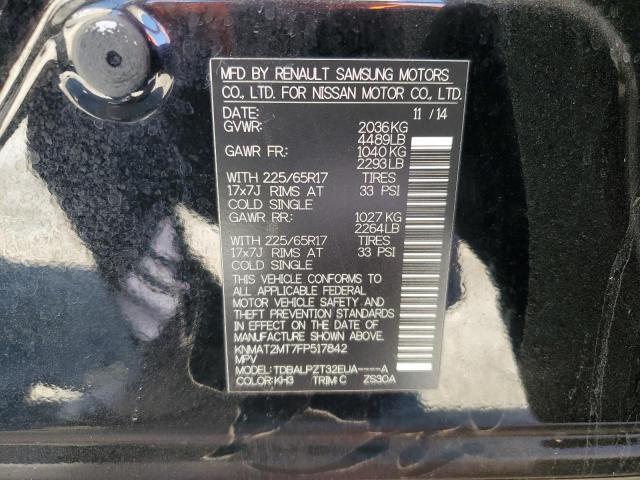 MFD BY RENAULT SAMSUNG MOTORS
CO., LTD. FOR NISSAN MOTOR CO., LTD.
DATE: 11 / 14
GVWR: 2036 KG
4489LB
GAWR FR: 1040 KG
2293 LB
WITH 225/65R17 TIRES
17x7J RIMS AT 33 PSI
COLD SINGLE
GAWR RR: 1027 KG
2264LB
WITH 225/65R17 TIRES
17x7J RIMS AT 33 PSI
COLD SINGLE
THIS VEHICLE CONFORMS TO
ALL APPLICABLE FEDERAL
MOTOR VEHICLE SAFETY AND
THEFT PREVENTION STANDARDS
IN EFFECT ON THE DATE OF
MANUFACTURE SHOWN ABOVE.
KNMAT2MT7FP517842
MPV
MODEL: TDBALPZT32EUA----A
COLOR: KH3 TRIM: C ZS30A